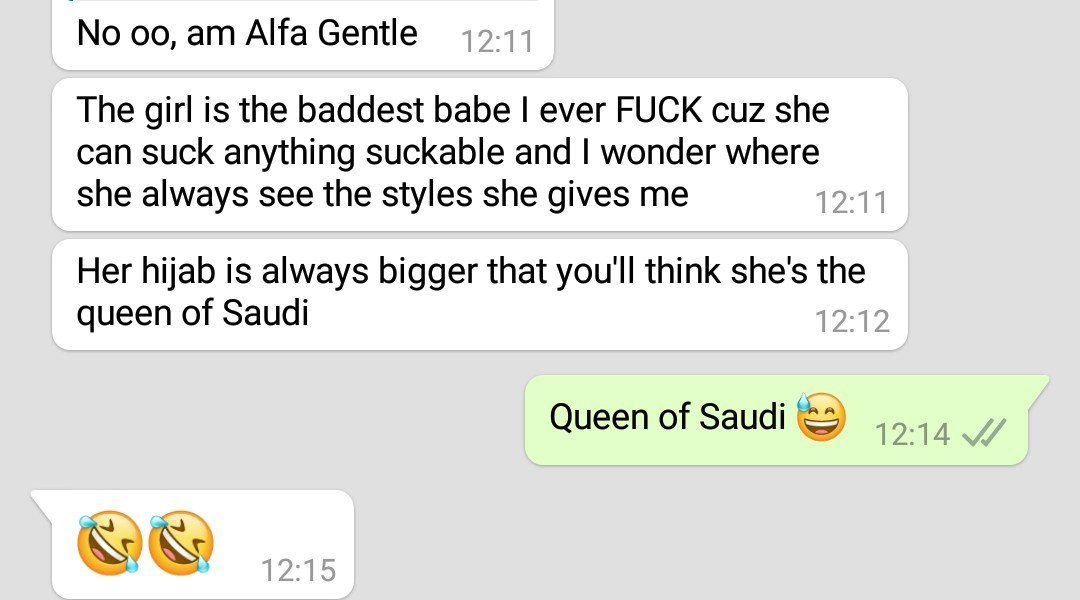 No oo, am Alfa Gentle 12:11
The girl is the baddest babe I ever FUCK cuz she
can suck anything suckable and I wonder where
she always see the styles she gives me 12:11
Her hijab is always bigger that you'll think she's the
queen of Saudi 12:12
Queen of Saudi 😅 12:14
🤣🤣 12:15